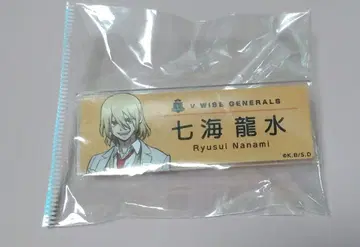 V WISE GENERALS
七海 龍水
Ryusui Nanami
©K,B/S,D